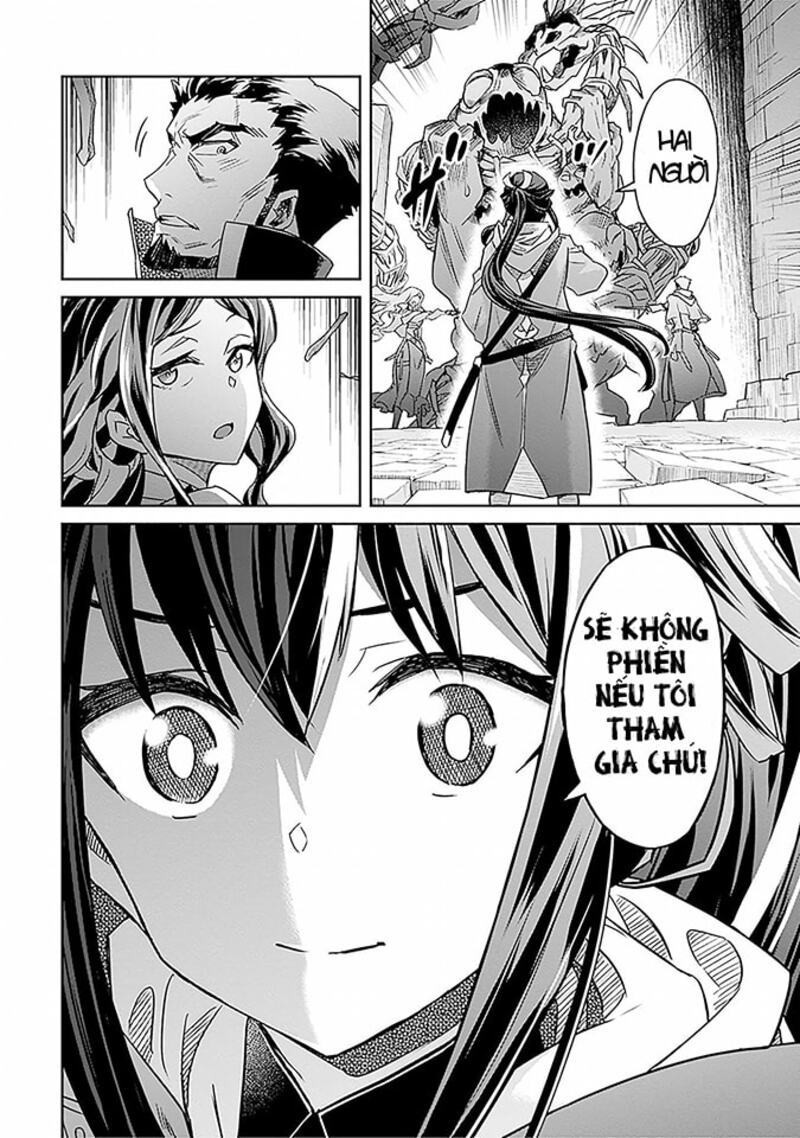 HAI
NGƯỜI
SẼ KHÔNG
PHIỀN
NẾU TÔI
THAM
GIA CHỨ!